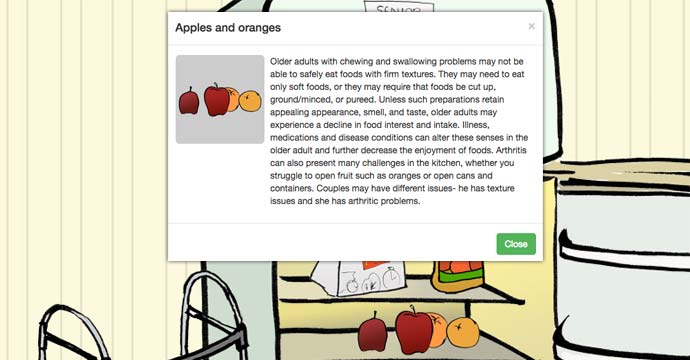 SENIOR
Apples and oranges
×
Older adults with chewing and swallowing problems may not be
able to safely eat foods with firm textures. They may need to eat
only soft foods, or they may require that foods be cut up,
ground/minced, or pureed. Unless such preparations retain
appealing appearance, smell, and taste, older adults may
experience a decline in food interest and intake. Illness,
medications and disease conditions can alter these senses in the
older adult and further decrease the enjoyment of foods. Arthritis
can also present many challenges in the kitchen, whether you
struggle to open fruit such as oranges or open cans and
containers. Couples may have different issues- he has texture
issues and she has arthritic problems.
Close